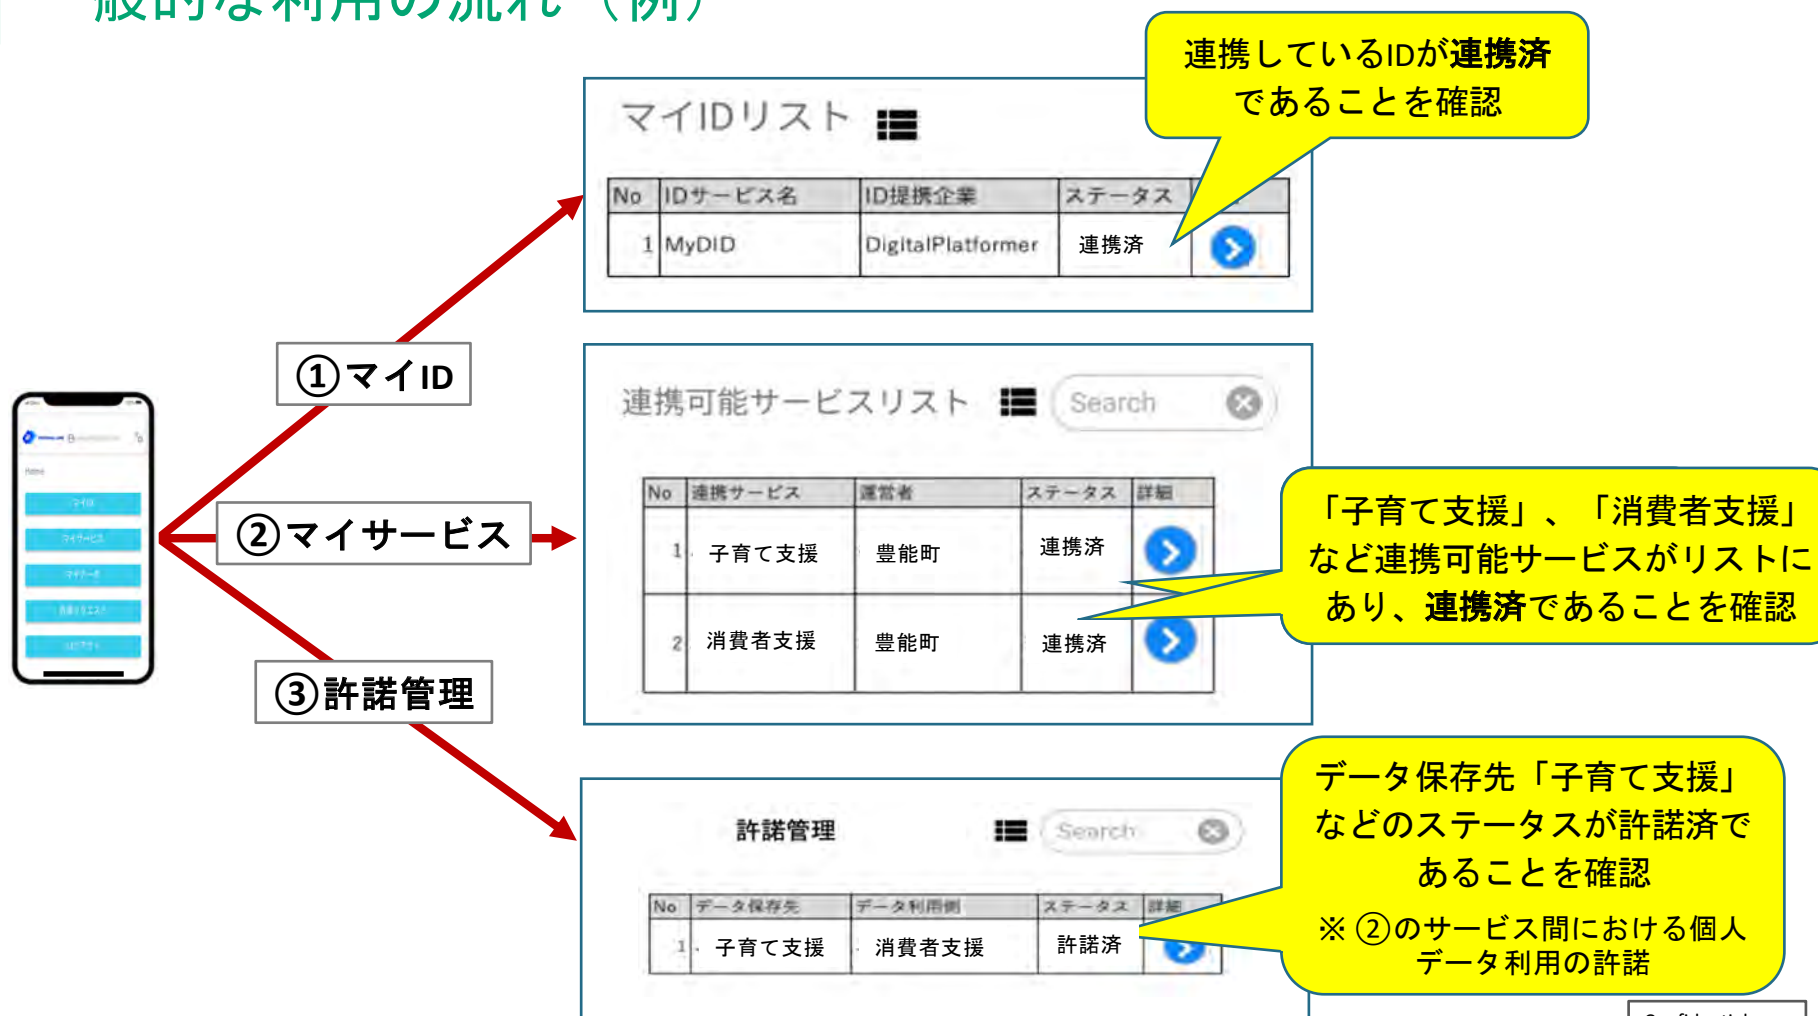 般的な利用の流れ（例）
連携しているIDが連携済
であることを確認
マイIDリスト
No IDサービス名 ID提携企業 ステータス
1 MyDID DigitalPlatformer 連携済
①マイID
連携可能サービスリスト Search
No 連携サービス 運営者 ステータス 詳細
1 子育て支援 豊能町 連携済
2 消費者支援 豊能町 連携済
②マイサービス
「子育て支援」、「消費者支援」
など連携可能サービスがリストに
あり、連携済であることを確認
マイID
マイサービス
③許諾管理
許諾管理 Search
No データ保存先 データ利用側 ステータス 詳細
1 子育て支援 消費者支援 許諾済
データ保存先「子育て支援」
などのステータスが許諾済で
あることを確認
※②のサービス間における個人
データ利用の許諾